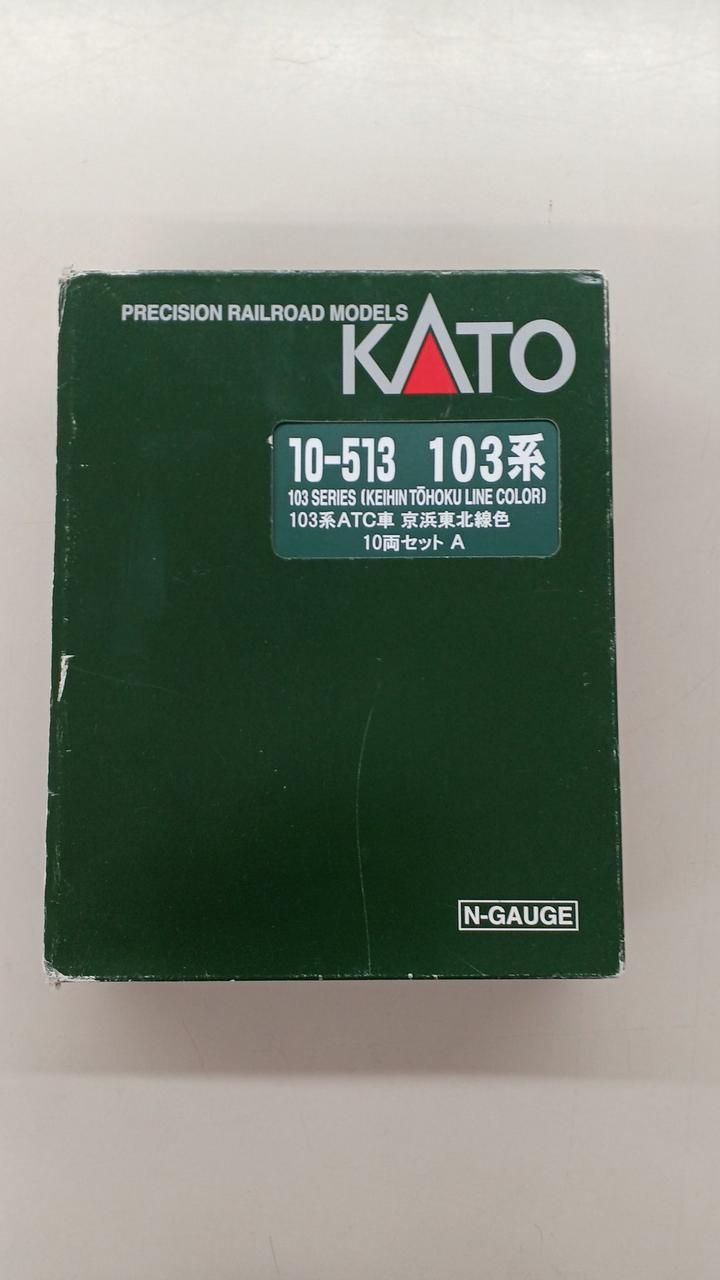 PRECISION RAILROAD MODELS
KATO
10-513 103系
103 SERIES (KEIHIN TŌHOKU LINE COLOR)
103系ATC車 京浜東北線色
10両セット A
N-GAUGE